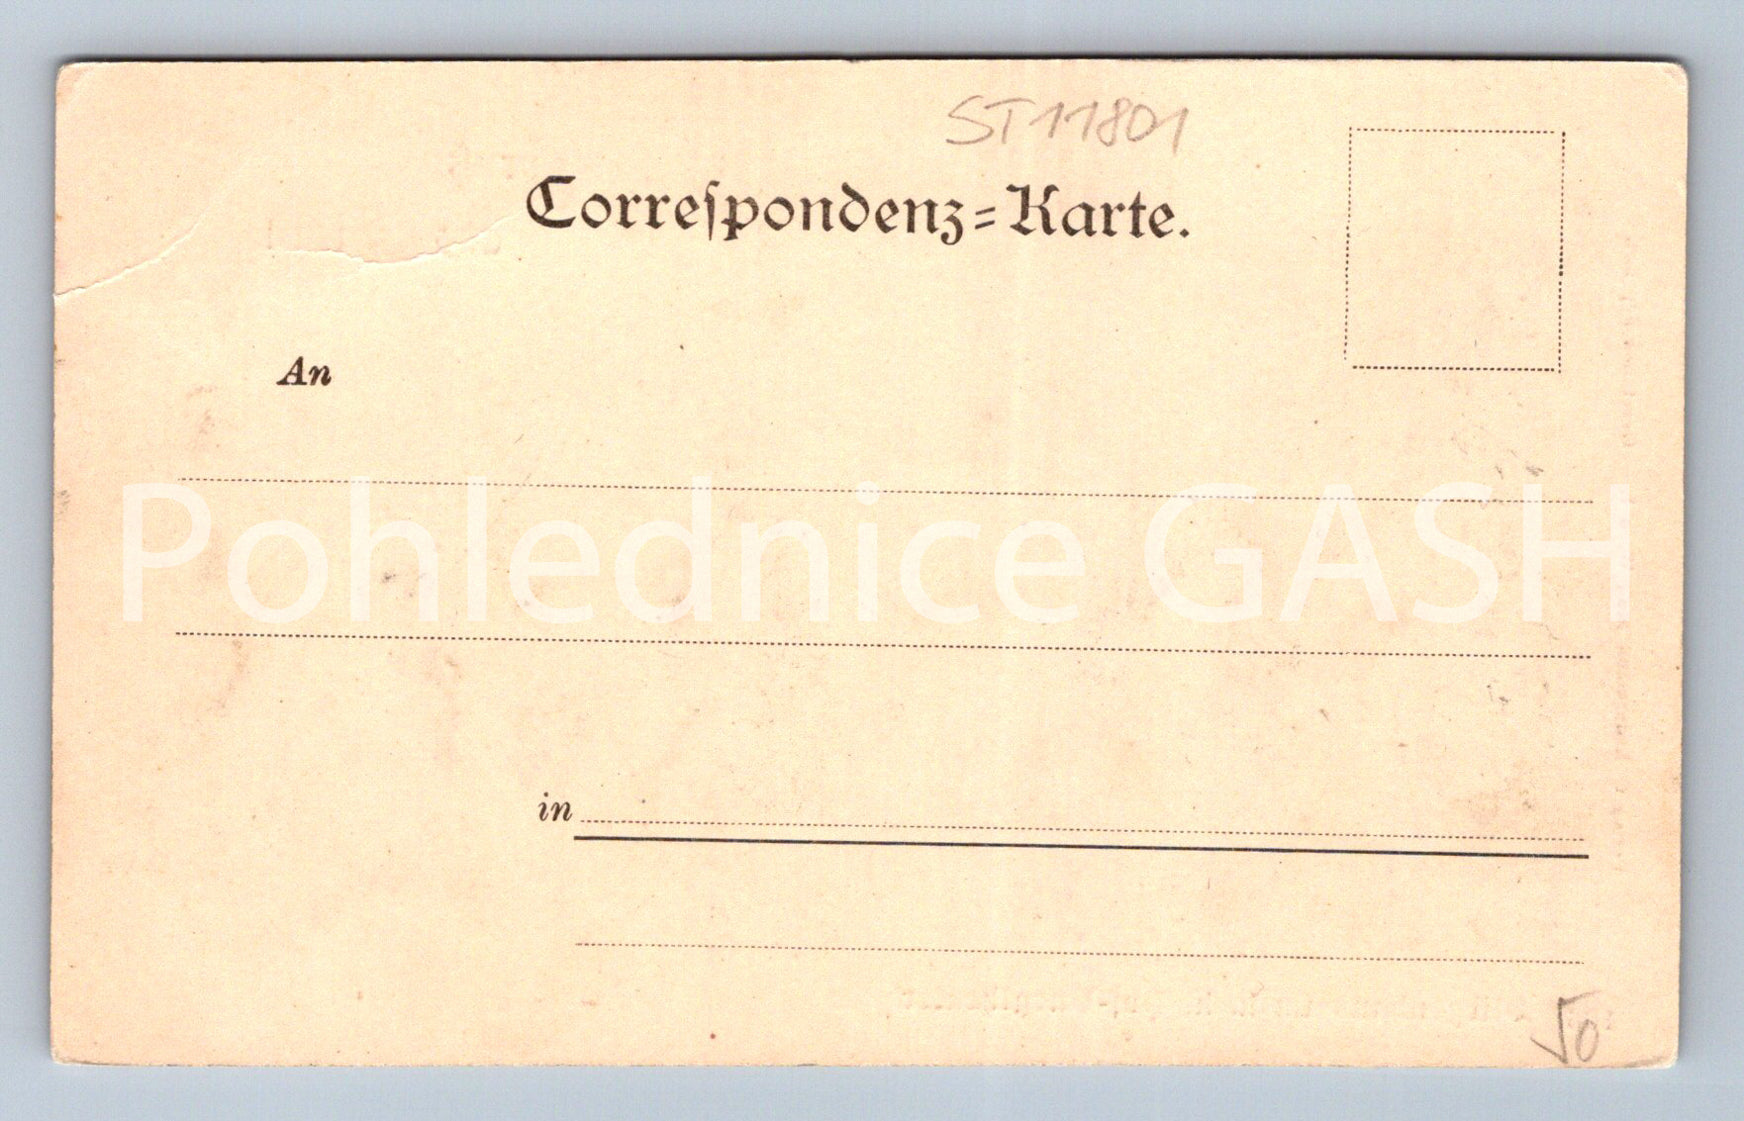 ST11801
Correſpondenz=Karte.
An
Pohlednice GASH
in
50